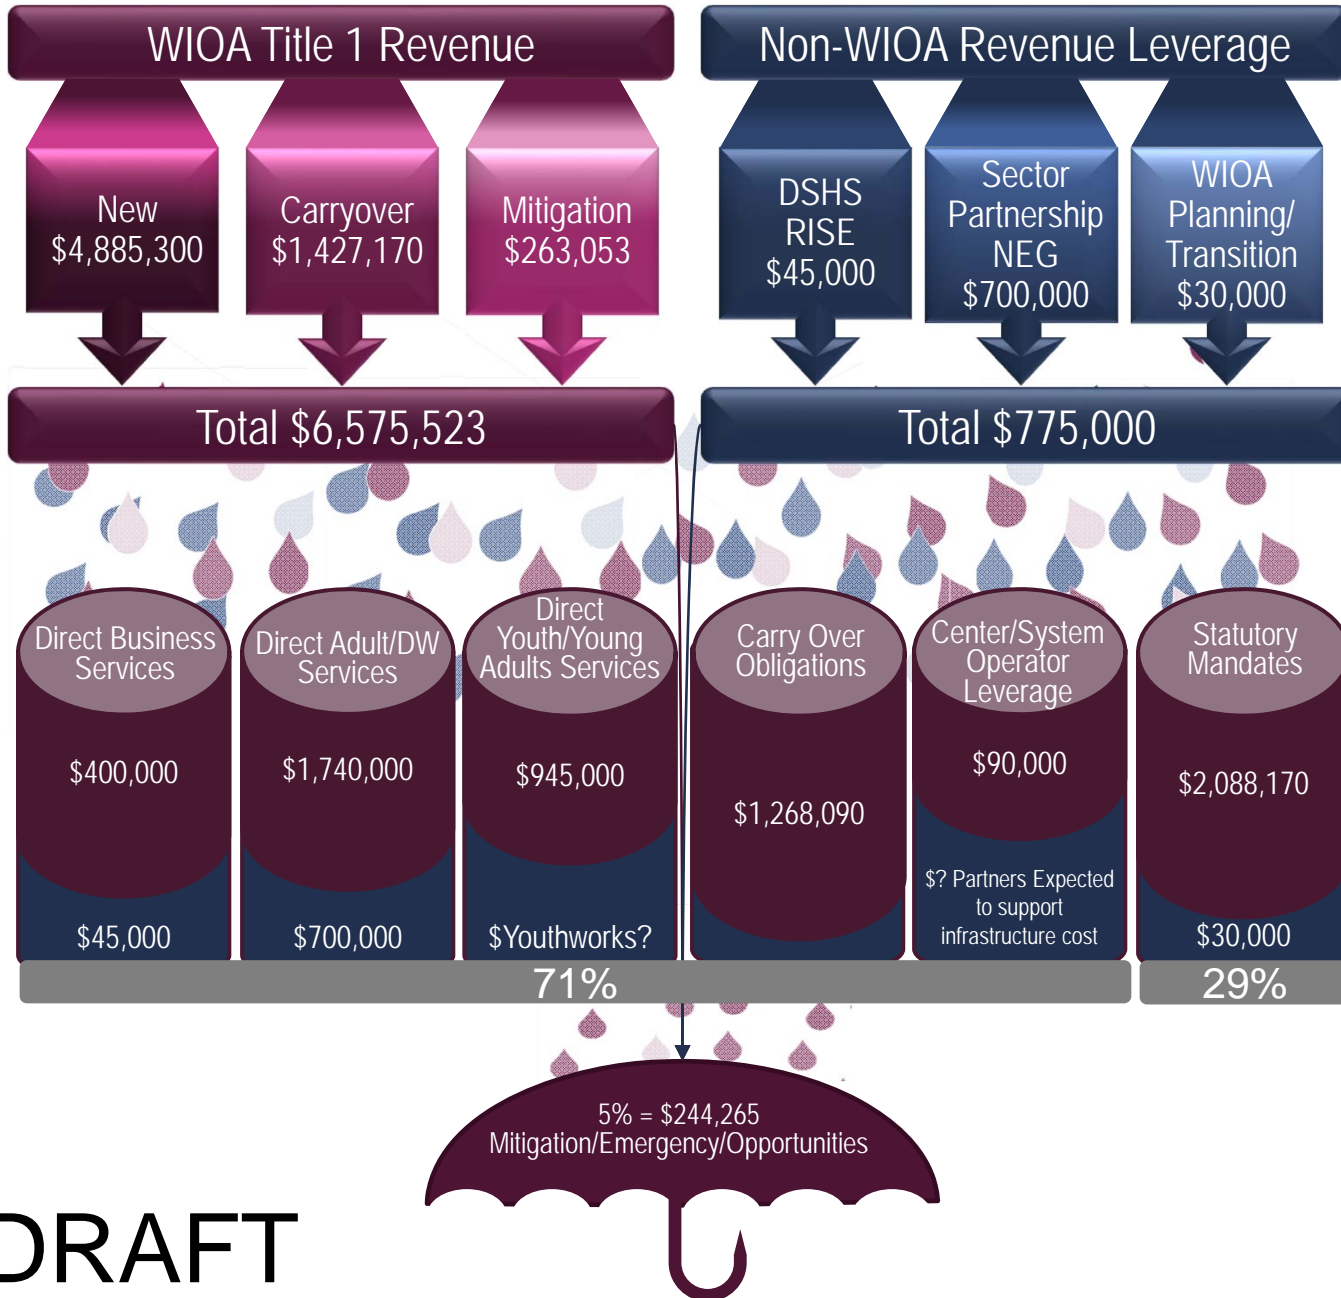 WIOA Title 1 Revenue
Non-WIOA Revenue Leverage
New
$4,885,300
Carryover
$1,427,170
Mitigation
$263,053
DSHS
RISE
$45,000
Sector
Partnership
NEG
$700,000
WIOA
Planning/
Transition
$30,000
Total $6,575,523
Total $775,000
Direct Business
Services
Direct Adult/DW
Services
Direct
Youth/Young
Adults Services
Carry Over
Obligations
Center/System
Operator
Leverage
Statutory
Mandates
$400,000
$1,740,000
$945,000
$1,268,090
$90,000
$2,088,170
$45,000
$700,000
$Youthworks?
$? Partners Expected
to support
infrastructure cost
$30,000
71%
29%
5% = $244,265
Mitigation/Emergency/Opportunities
DRAFT